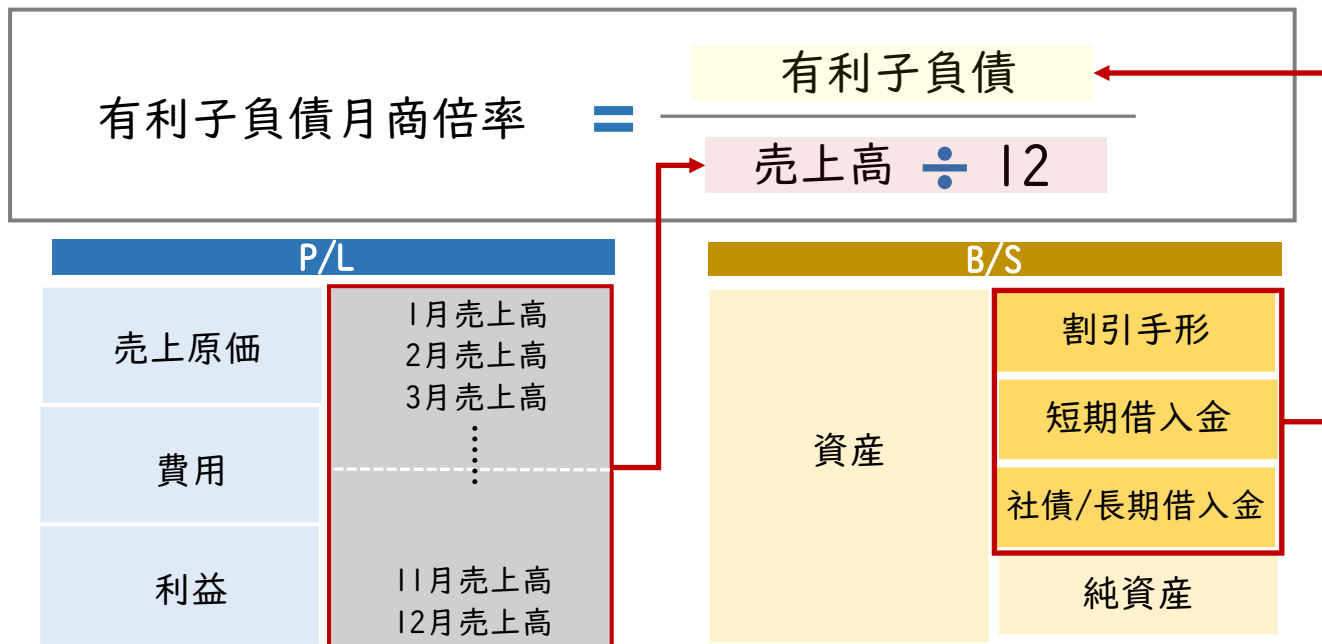 有利子負債月商倍率 = 有利子負債
売上高 ÷ 12
P/L
売上原価
費用
利益
1月売上高
2月売上高
3月売上高
……
11月売上高
12月売上高
B/S
資産
割引手形
短期借入金
社債/長期借入金
純資産